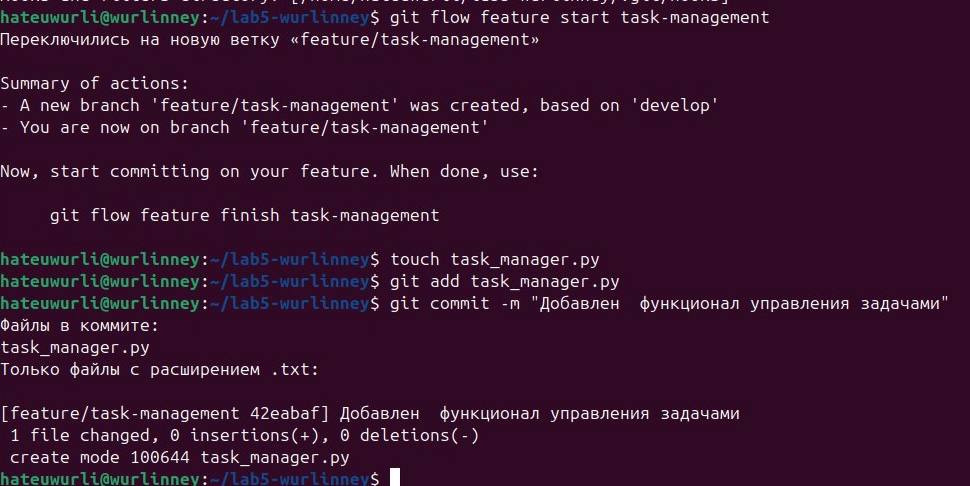 hateuwurli@wurlinney:~/lab5-wurlinney$ git flow feature start task-management
Переключились на новую ветку «feature/task-management»
Summary of actions:
- A new branch 'feature/task-management' was created, based on 'develop'
- You are now on branch 'feature/task-management'
Now, start committing on your feature. When done, use:
git flow feature finish task-management
hateuwurli@wurlinney:~/lab5-wurlinney$ touch task_manager.py
hateuwurli@wurlinney:~/lab5-wurlinney$ git add task_manager.py
hateuwurli@wurlinney:~/lab5-wurlinney$ git commit -m "Добавлен  функционал управления задачами"
Файлы в коммите:
task_manager.py
Только файлы с расширением .txt:
[feature/task-management 42eabaf] Добавлен  функционал управления задачами
1 file changed, 0 insertions(+), 0 deletions(-)
create mode 100644 task_manager.py
hateuwurli@wurlinney:~/lab5-wurlinney$